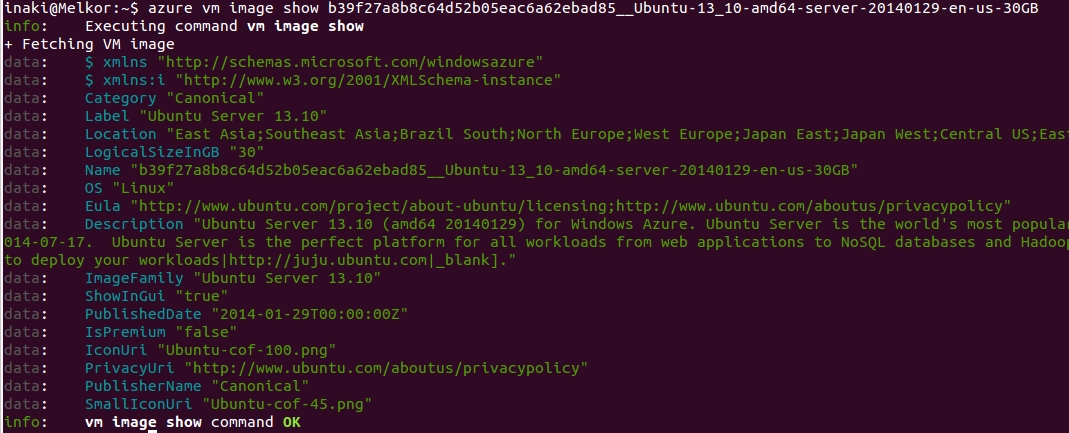 inaki@Melkor:~$ azure vm image show b39f27a8b8c64d52b05eac6a62ebad85__Ubuntu-13_10-amd64-server-20140129-en-us-30GB
info:    Executing command vm image show
+ Fetching VM image
data:    $ xmlns "http://schemas.microsoft.com/windowsazure"
data:    $ xmlns:i "http://www.w3.org/2001/XMLSchema-instance"
data:    Category "Canonical"
data:    Label "Ubuntu Server 13.10"
data:    Location "East Asia;Southeast Asia;Brazil South;North Europe;West Europe;Japan East;Japan West;Central US;East
data:    LogicalSizeInGB "30"
data:    Name "b39f27a8b8c64d52b05eac6a62ebad85__Ubuntu-13_10-amd64-server-20140129-en-us-30GB"
data:    OS "Linux"
data:    Eula "http://www.ubuntu.com/project/about-ubuntu/licensing;http://www.ubuntu.com/aboutus/privacypolicy"
data:    Description "Ubuntu Server 13.10 (amd64 20140129) for Windows Azure. Ubuntu Server is the world's most popular
014-07-17.  Ubuntu Server is the perfect platform for all workloads from web applications to NoSQL databases and Hadoop
to deploy your workloads|http://juju.ubuntu.com|_blank]."
data:    ImageFamily "Ubuntu Server 13.10"
data:    ShowInGui "true"
data:    PublishedDate "2014-01-29T00:00:00Z"
data:    IsPremium "false"
data:    IconUri "Ubuntu-cof-100.png"
data:    PrivacyUri "http://www.ubuntu.com/aboutus/privacypolicy"
data:    PublisherName "Canonical"
data:    SmallIconUri "Ubuntu-cof-45.png"
info:    vm image show command OK